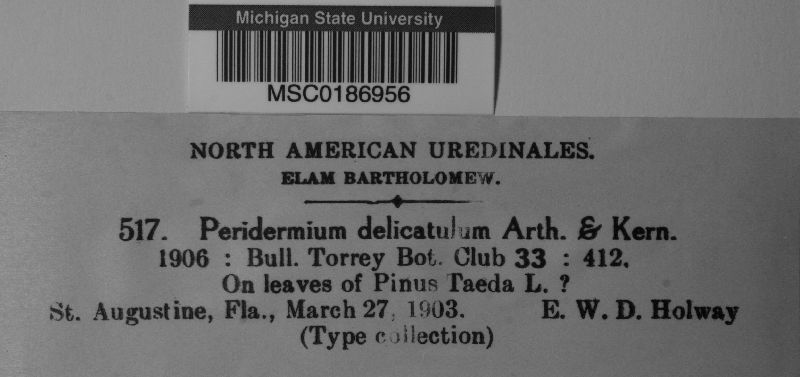 Michigan State University
MSC0186956
NORTH AMERICAN UREDINALES.
ELAM BARTHOLOMEW.
517. Peridermium delicatulum Arth. & Kern.
1906 : Bull. Torrey Bot. Club 33 : 412.
On leaves of Pinus Taeda L. ?
St. Augustine, Fla., March 27, 1903. E. W. D. Holway
(Type collection)